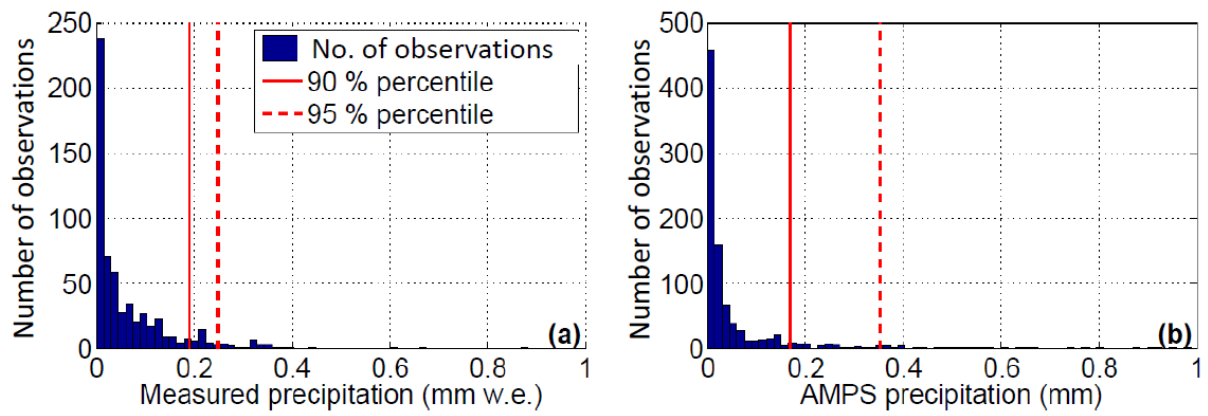 250
200
150
100
50
0
Number of observations
No. of observations
90 % percentile
95 % percentile
(a)
0 0.2 0.4 0.6 0.8 1
Measured precipitation (mm w.e.)
500
400
300
200
100
0
Number of observations
(b)
0 0.2 0.4 0.6 0.8 1
AMPS precipitation (mm)